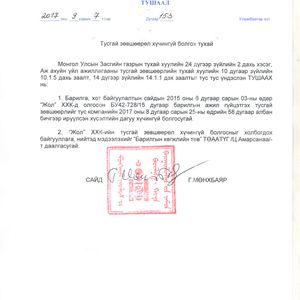 ТУШААЛ
2017 9 сарын 7 Дугаар 153 Улаанбаатар хот
Тусгай зөвшөөрөл хүчингүй болгох тухай
Монгол Улсын Засгийн газрын тухай хуулийн 24 дүгээр зүйлийн 2 дахь хэсэг,
Аж ахуйн үйл ажиллагааны тусгай зөвшөөрлийн тухай хуулийн 10 дугаар зүйлийн
10.1.5 дахь заалт, 14 дүгээр зүйлийн 14.1.1 дэх заалтыг тус тус үндэслэн ТУШААХ
нь:
1. Барилга, хот байгуулалтын сайдын 2015 оны 6 дугаар сарын 03-ны өдөр
"Жол" ХХК-д олгосон БУ42-728/15 дугаар барилгын ажил гүйцэтгэх тусгай
зөвшөөрлийг тус компанийн 2017 оны 8 дугаар сарын 25-ны өдрийн 58 дугаар албан
бичгээр ирүүлсэн хүсэлтийн дагуу хүчингүй болгосугай.
2. "Жол" ХХК-ийн тусгай зөвшөөрөл хүчингүй болгосныг холбогдох
байгууллага, нийтэд мэдээлэхийг "Барилгын хөгжлийн төв" ТӨААТҮГ /Ц.Амарсанаа/-
т даалгасугай.
САЙД Г.МӨНХБАЯР